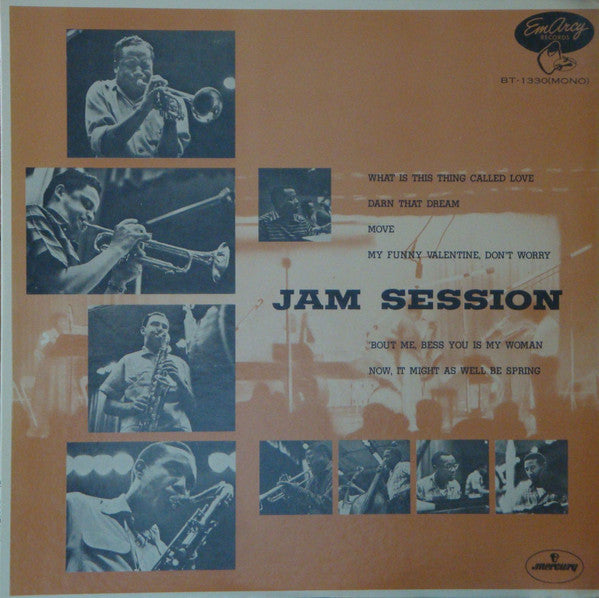 EmArcy
RECORDS
BT-1330(MONO)
WHAT IS THIS THING CALLED LOVE
DARN THAT DREAM
MOVE
MY FUNNY VALENTINE, DON'T WORRY
JAM SESSION
'BOUT ME, BESS YOU IS MY WOMAN
NOW, IT MIGHT AS WELL BE SPRING
mercury